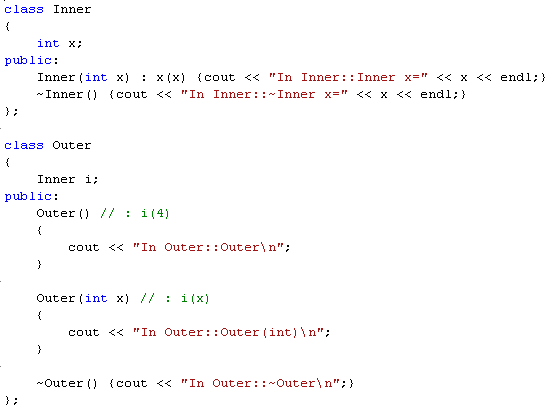 class Inner
{
    int x;
public:
    Inner(int x) : x(x) {cout << "In Inner::Inner x=" << x << endl;}
    ~Inner() {cout << "In Inner::~Inner x=" << x << endl;}
};
class Outer
{
    Inner i;
public:
    Outer() // : i(4)
    {
        cout << "In Outer::Outer\n";
    }
    Outer(int x) // : i(x)
    {
        cout << "In Outer::Outer(int)\n";
    }
    ~Outer() {cout << "In Outer::~Outer\n";}
};